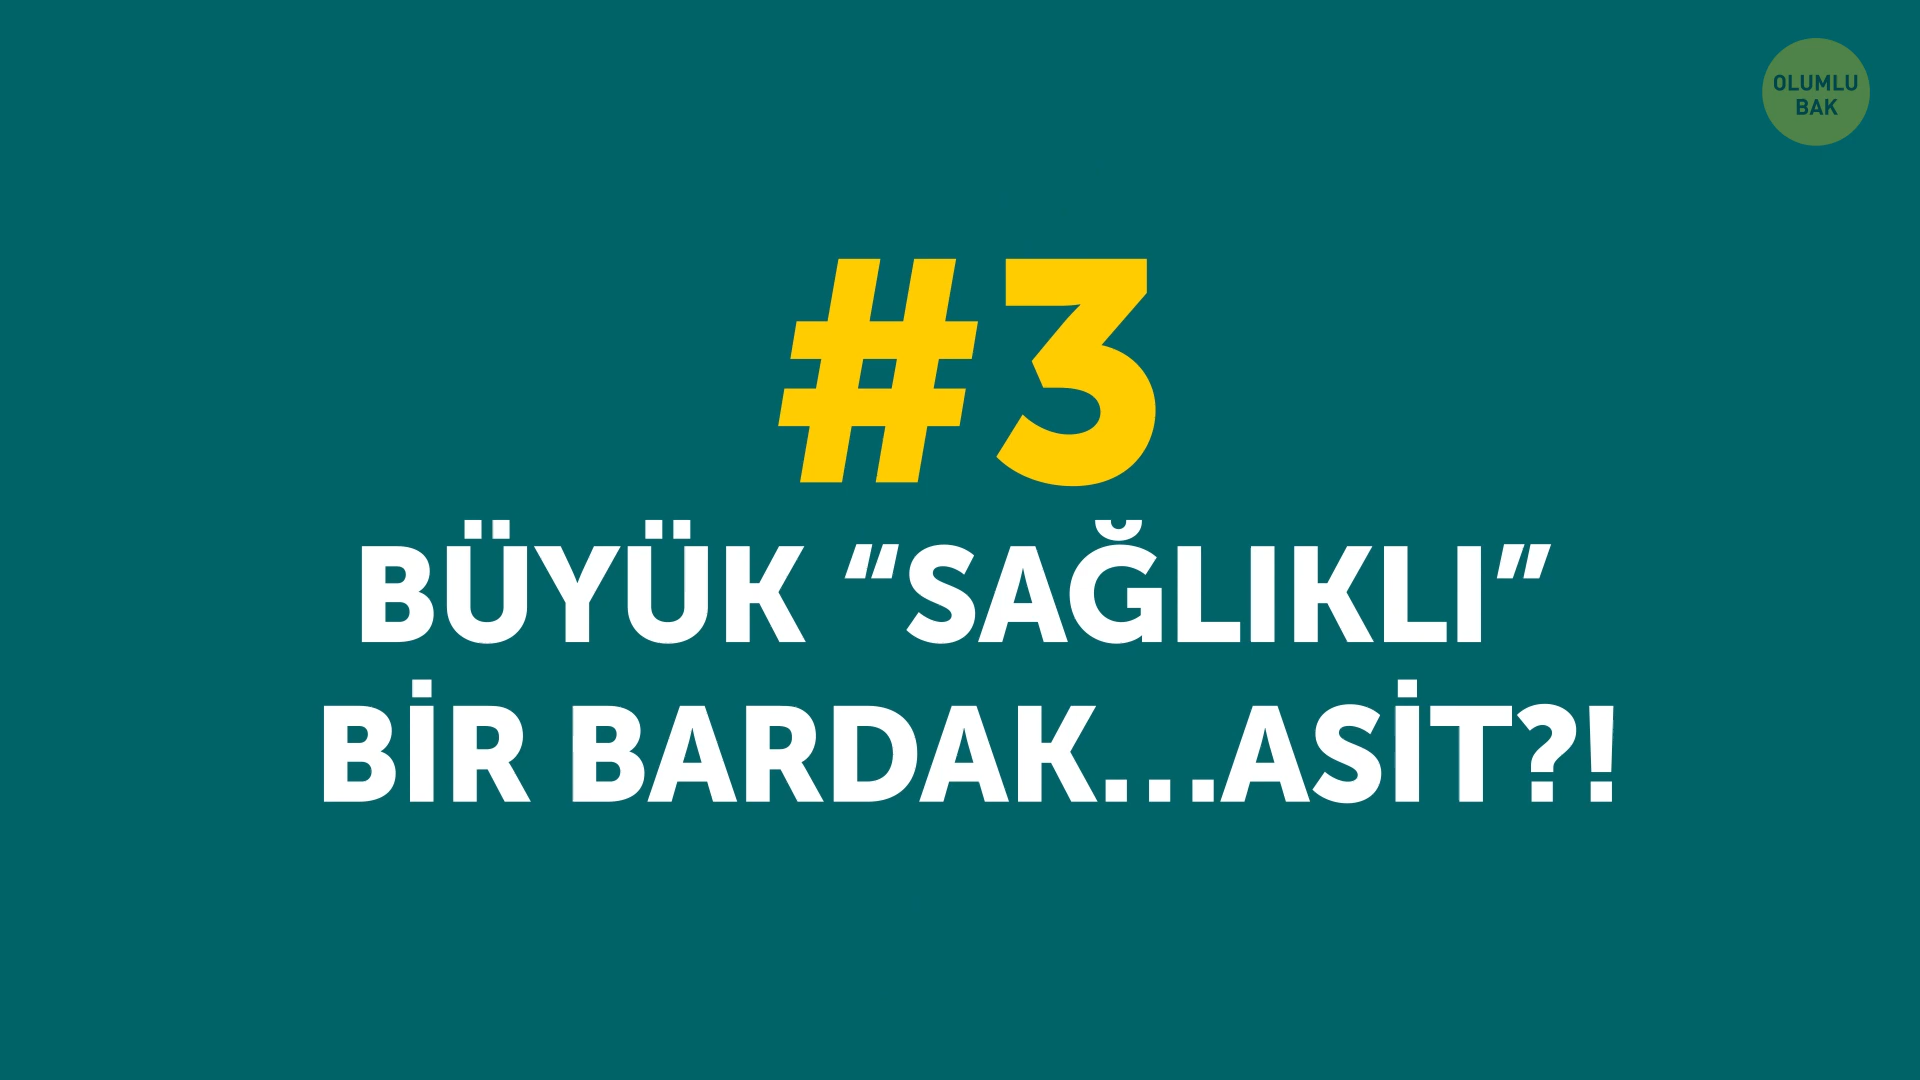 OLUMLU
BAK
#3
BÜYÜK “SAĞLIKLI”
BİR BARDAK...ASİT?!